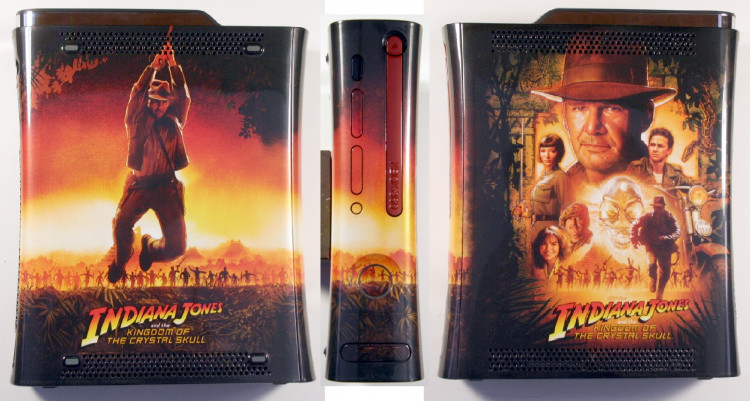 INDIANA JONES
and the
KINGDOM OF
THE CRYSTAL SKULL
INDIANA JONES
and the
KINGDOM OF
THE CRYSTAL SKULL